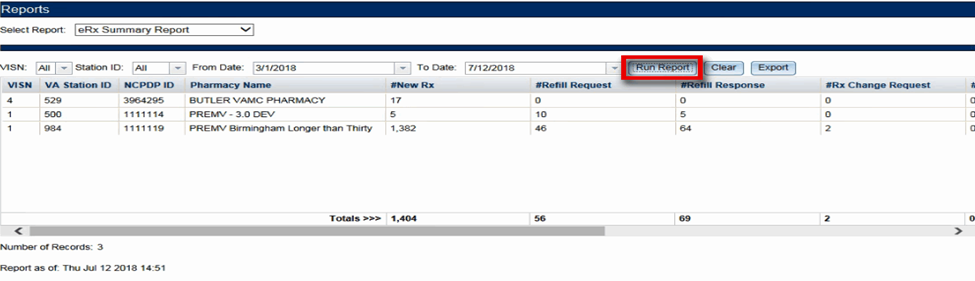 Reports
Select Report: eRx Summary Report
VISN: All Station ID: All From Date: 3/1/2018 To Date: 7/12/2018 Run Report Clear Export
VISN VA Station ID NCPDP ID Pharmacy Name #New Rx #Refill Request #Refill Response #Rx Change Request #
4 529 3964295 BUTLER VAMC PHARMACY 17 0 0 0 0
1 500 1111114 PREMV - 3.0 DEV 5 10 5 0 0
1 984 1111119 PREMV Birmingham Longer than Thirty 1,382 46 64 2 0
Totals >>> 1,404 56 69 2 0
Number of Records: 3
Report as of: Thu Jul 12 2018 14:51